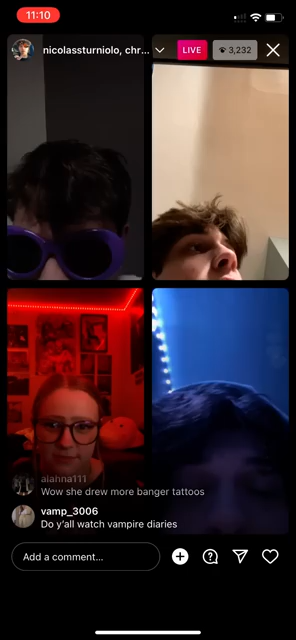 11:10
nicolassturniolo, chr...
LIVE
3,232
alahna111
Wow she drew more banger tattoos
vamp_3006
Do y'all watch vampire diaries
Add a comment...